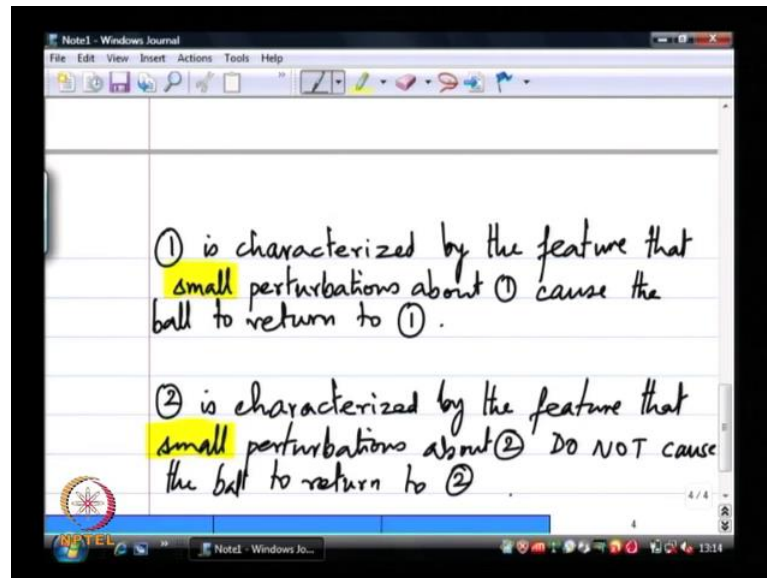 Note1 - Windows Journal
File Edit View Insert Actions Tools Help
① is characterized by the feature that
small perturbations about ① cause the
ball to return to ①.
② is characterized by the feature that
small perturbations about ② DO NOT cause
the ball to return to ②
4 / 4
4
NPTEL
Note1 - Windows Jo...
13:14